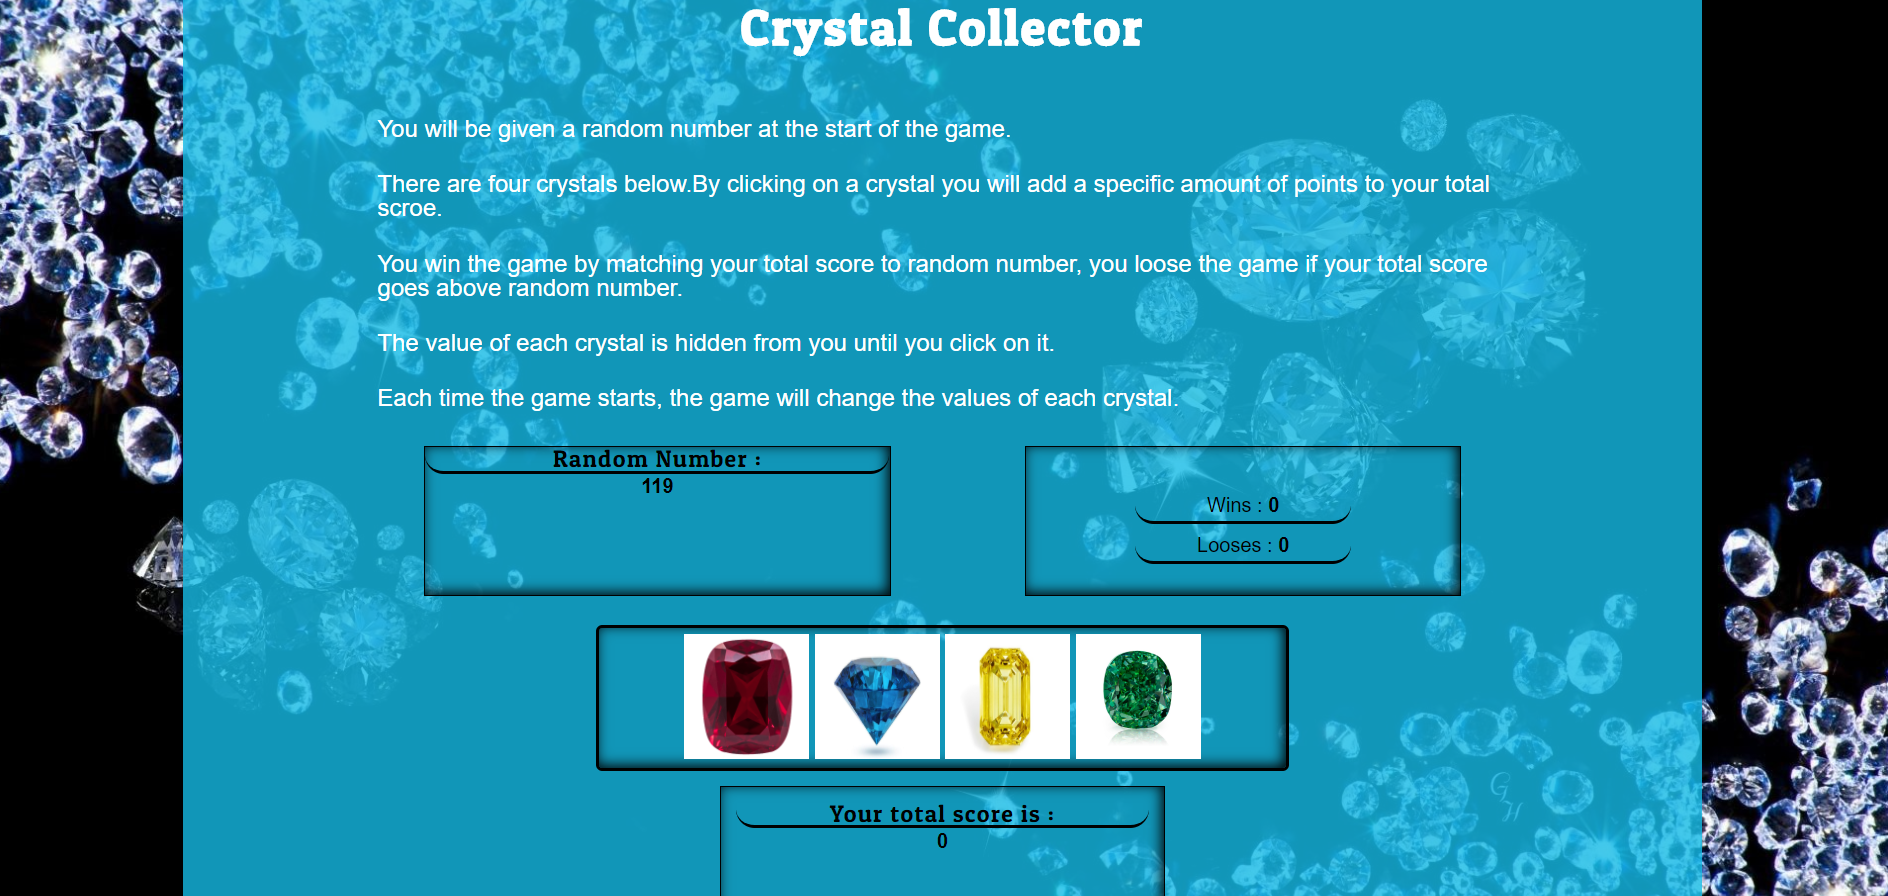 Crystal Collector
You will be given a random number at the start of the game.
There are four crystals below.By clicking on a crystal you will add a specific amount of points to your total
scroe.
You win the game by matching your total score to random number, you loose the game if your total score
goes above random number.
The value of each crystal is hidden from you until you click on it.
Each time the game starts, the game will change the values of each crystal.
Random Number :
119
Wins : 0
Looses : 0
Your total score is :
0